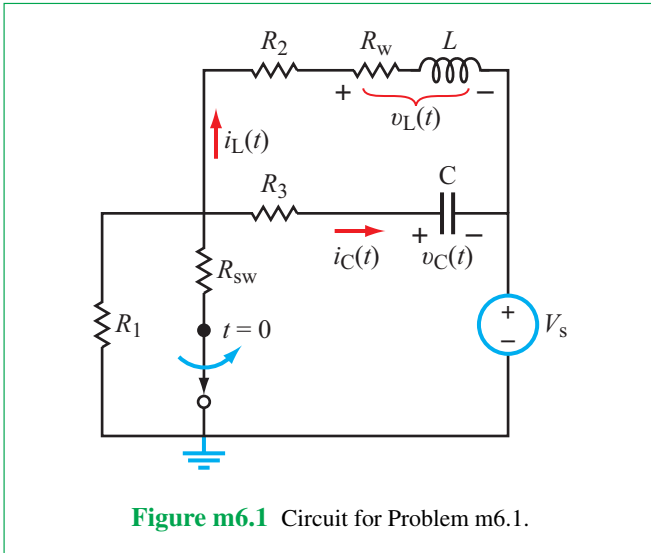 R2 Rw L
+ −
vL(t)
iL(t)
R3 C
+ −
iC(t) vC(t)
Rsw
R1 t = 0 + Vs
−
Figure m6.1 Circuit for Problem m6.1.